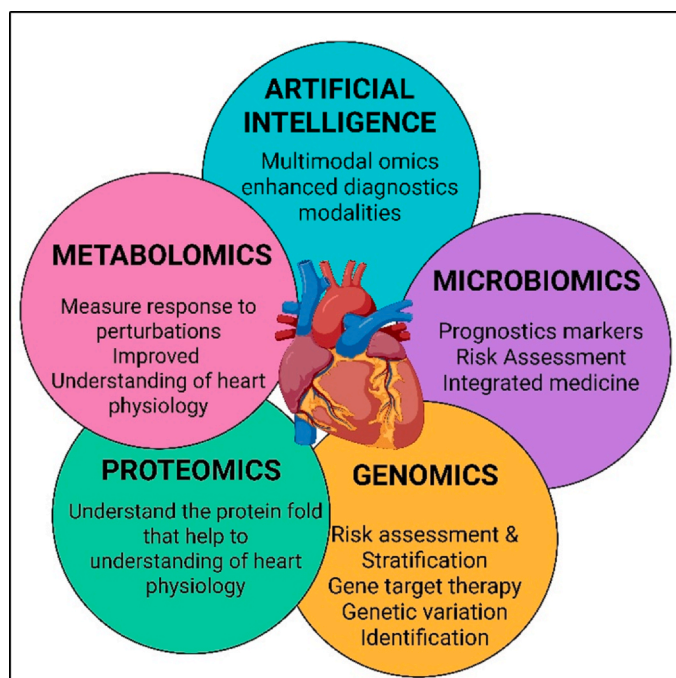 ARTIFICIAL
INTELLIGENCE
Multimodal omics
enhanced diagnostics
modalities
METABOLOMICS
Measure response to
perturbations
Improved
Understanding of heart
physiology
MICROBIOMICS
Prognostics markers
Risk Assessment
Integrated medicine
PROTEOMICS
Understand the protein fold
that help to
understanding of heart
physiology
GENOMICS
Risk assessment &
Stratification
Gene target therapy
Genetic variation
Identification